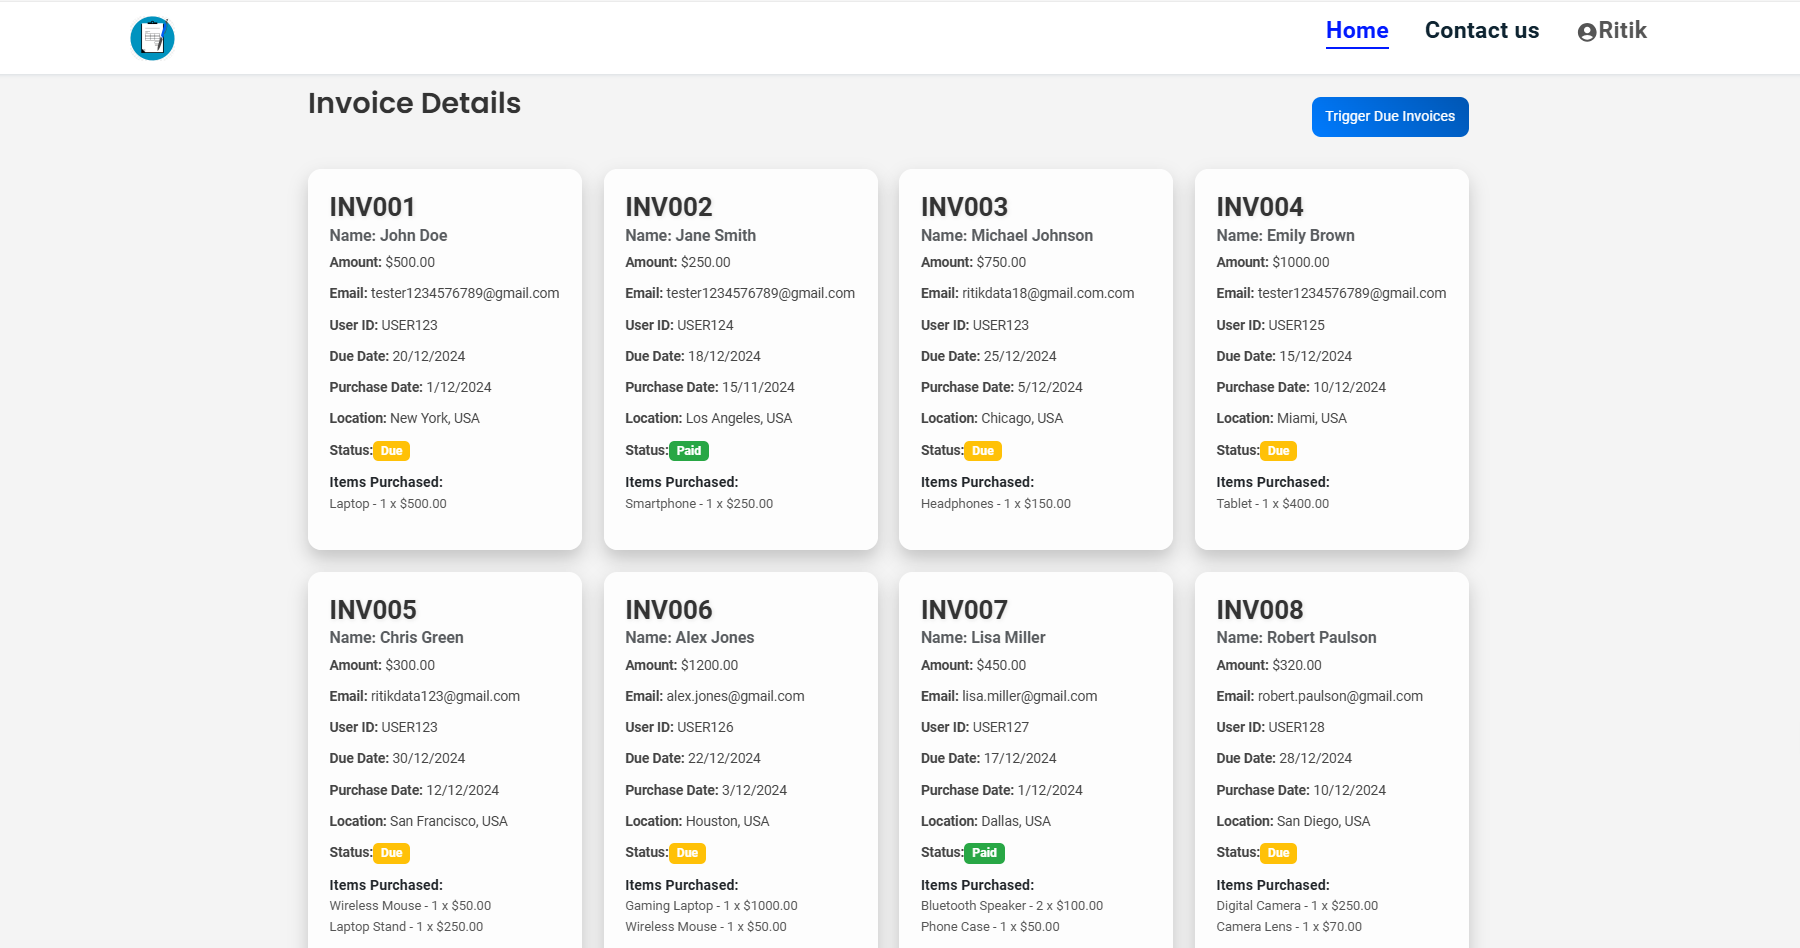 Home
Contact us
Ritik
Invoice Details
Trigger Due Invoices
INV001
Name: John Doe
Amount: $500.00
Email: tester1234576789@gmail.com
User ID: USER123
Due Date: 20/12/2024
Purchase Date: 1/12/2024
Location: New York, USA
Status: Due
Items Purchased:
Laptop - 1 x $500.00
INV002
Name: Jane Smith
Amount: $250.00
Email: tester1234576789@gmail.com
User ID: USER124
Due Date: 18/12/2024
Purchase Date: 15/11/2024
Location: Los Angeles, USA
Status: Paid
Items Purchased:
Smartphone - 1 x $250.00
INV003
Name: Michael Johnson
Amount: $750.00
Email: ritikdata18@gmail.com.com
User ID: USER123
Due Date: 25/12/2024
Purchase Date: 5/12/2024
Location: Chicago, USA
Status: Due
Items Purchased:
Headphones - 1 x $150.00
INV004
Name: Emily Brown
Amount: $1000.00
Email: tester1234576789@gmail.com
User ID: USER125
Due Date: 15/12/2024
Purchase Date: 10/12/2024
Location: Miami, USA
Status: Due
Items Purchased:
Tablet - 1 x $400.00
INV005
Name: Chris Green
Amount: $300.00
Email: ritikdata123@gmail.com
User ID: USER123
Due Date: 30/12/2024
Purchase Date: 12/12/2024
Location: San Francisco, USA
Status: Due
Items Purchased:
Wireless Mouse - 1 x $50.00
Laptop Stand - 1 x $250.00
INV006
Name: Alex Jones
Amount: $1200.00
Email: alex.jones@gmail.com
User ID: USER126
Due Date: 22/12/2024
Purchase Date: 3/12/2024
Location: Houston, USA
Status: Due
Items Purchased:
Gaming Laptop - 1 x $1000.00
Wireless Mouse - 1 x $50.00
INV007
Name: Lisa Miller
Amount: $450.00
Email: lisa.miller@gmail.com
User ID: USER127
Due Date: 17/12/2024
Purchase Date: 1/12/2024
Location: Dallas, USA
Status: Paid
Items Purchased:
Bluetooth Speaker - 2 x $100.00
Phone Case - 1 x $50.00
INV008
Name: Robert Paulson
Amount: $320.00
Email: robert.paulson@gmail.com
User ID: USER128
Due Date: 28/12/2024
Purchase Date: 10/12/2024
Location: San Diego, USA
Status: Due
Items Purchased:
Digital Camera - 1 x $250.00
Camera Lens - 1 x $70.00